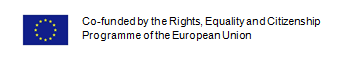 Co-funded by the Rights, Equality and Citizenship
Programme of the European Union